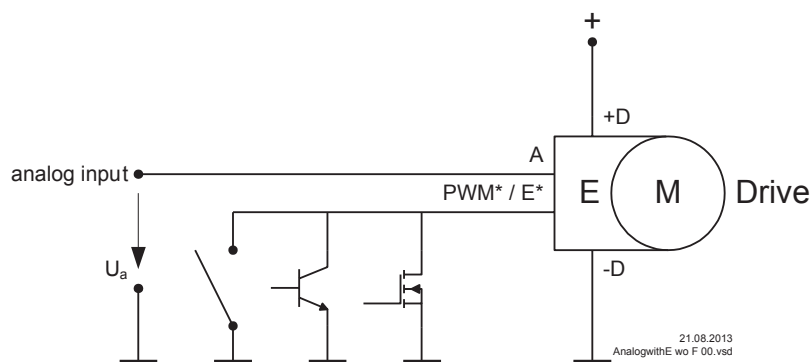 +
+D
A
analog input
PWM* / E*
E
M
Drive
Ua
-D
21.08.2013
AnalogwithE wo F 00.vsd